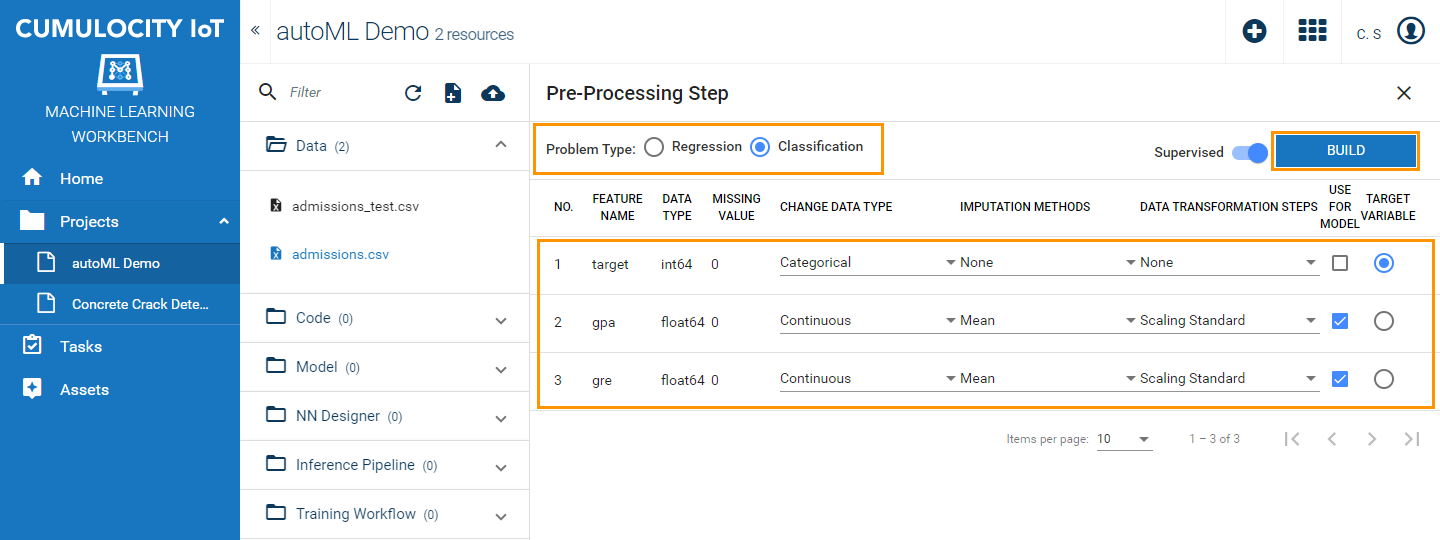 CUMULOCITY IoT
MACHINE LEARNING
WORKBENCH
Home
Projects
autoML Demo
Concrete Crack Dete...
Tasks
Assets
« autoML Demo 2 resources
C. S
Filter
Data (2)
admissions_test.csv
admissions.csv
Code (0)
Model (0)
NN Designer (0)
Inference Pipeline (0)
Training Workflow (0)
Pre-Processing Step
Problem Type: Regression Classification
Supervised BUILD
NO. FEATURE NAME DATA TYPE MISSING VALUE CHANGE DATA TYPE IMPUTATION METHODS DATA TRANSFORMATION STEPS USE FOR MODEL TARGET VARIABLE
1 target int64 0 Categorical None None
2 gpa float64 0 Continuous Mean Scaling Standard
3 gre float64 0 Continuous Mean Scaling Standard
Items per page: 10 1 – 3 of 3